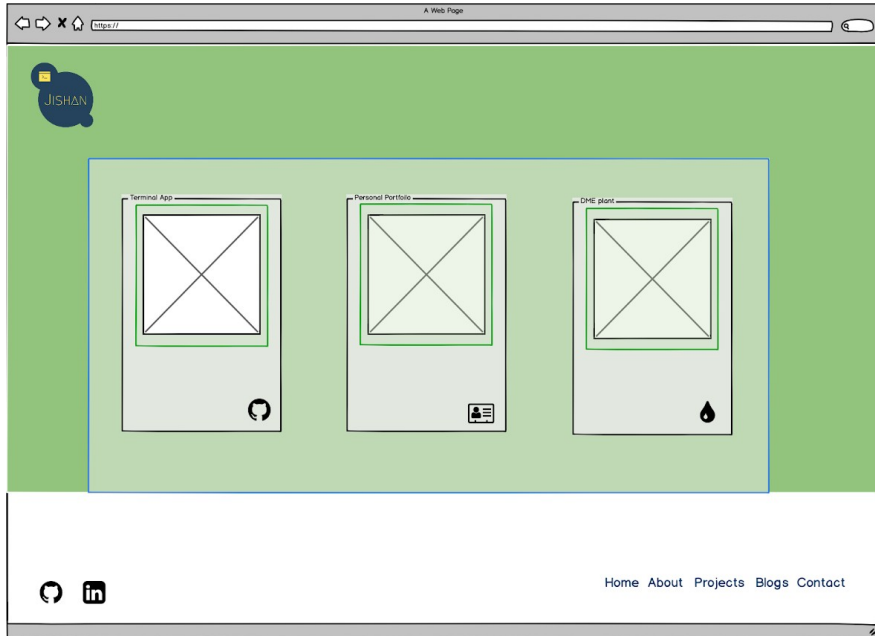 A Web Page
https://
JISHAN
Terminal App
Personal Portfolio
DME plant
Home About Projects Blogs Contact